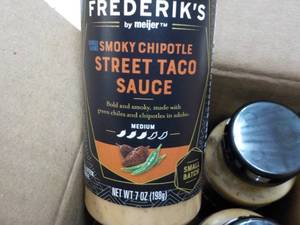 FREDERIK'S
by meijer™
SMOKY CHIPOTLE
STREET TACO
SAUCE
Bold and smoky, made with
green chiles and chipotles in adobo.
MEDIUM
SMALL
BATCH
NET WT 7 OZ (198g)